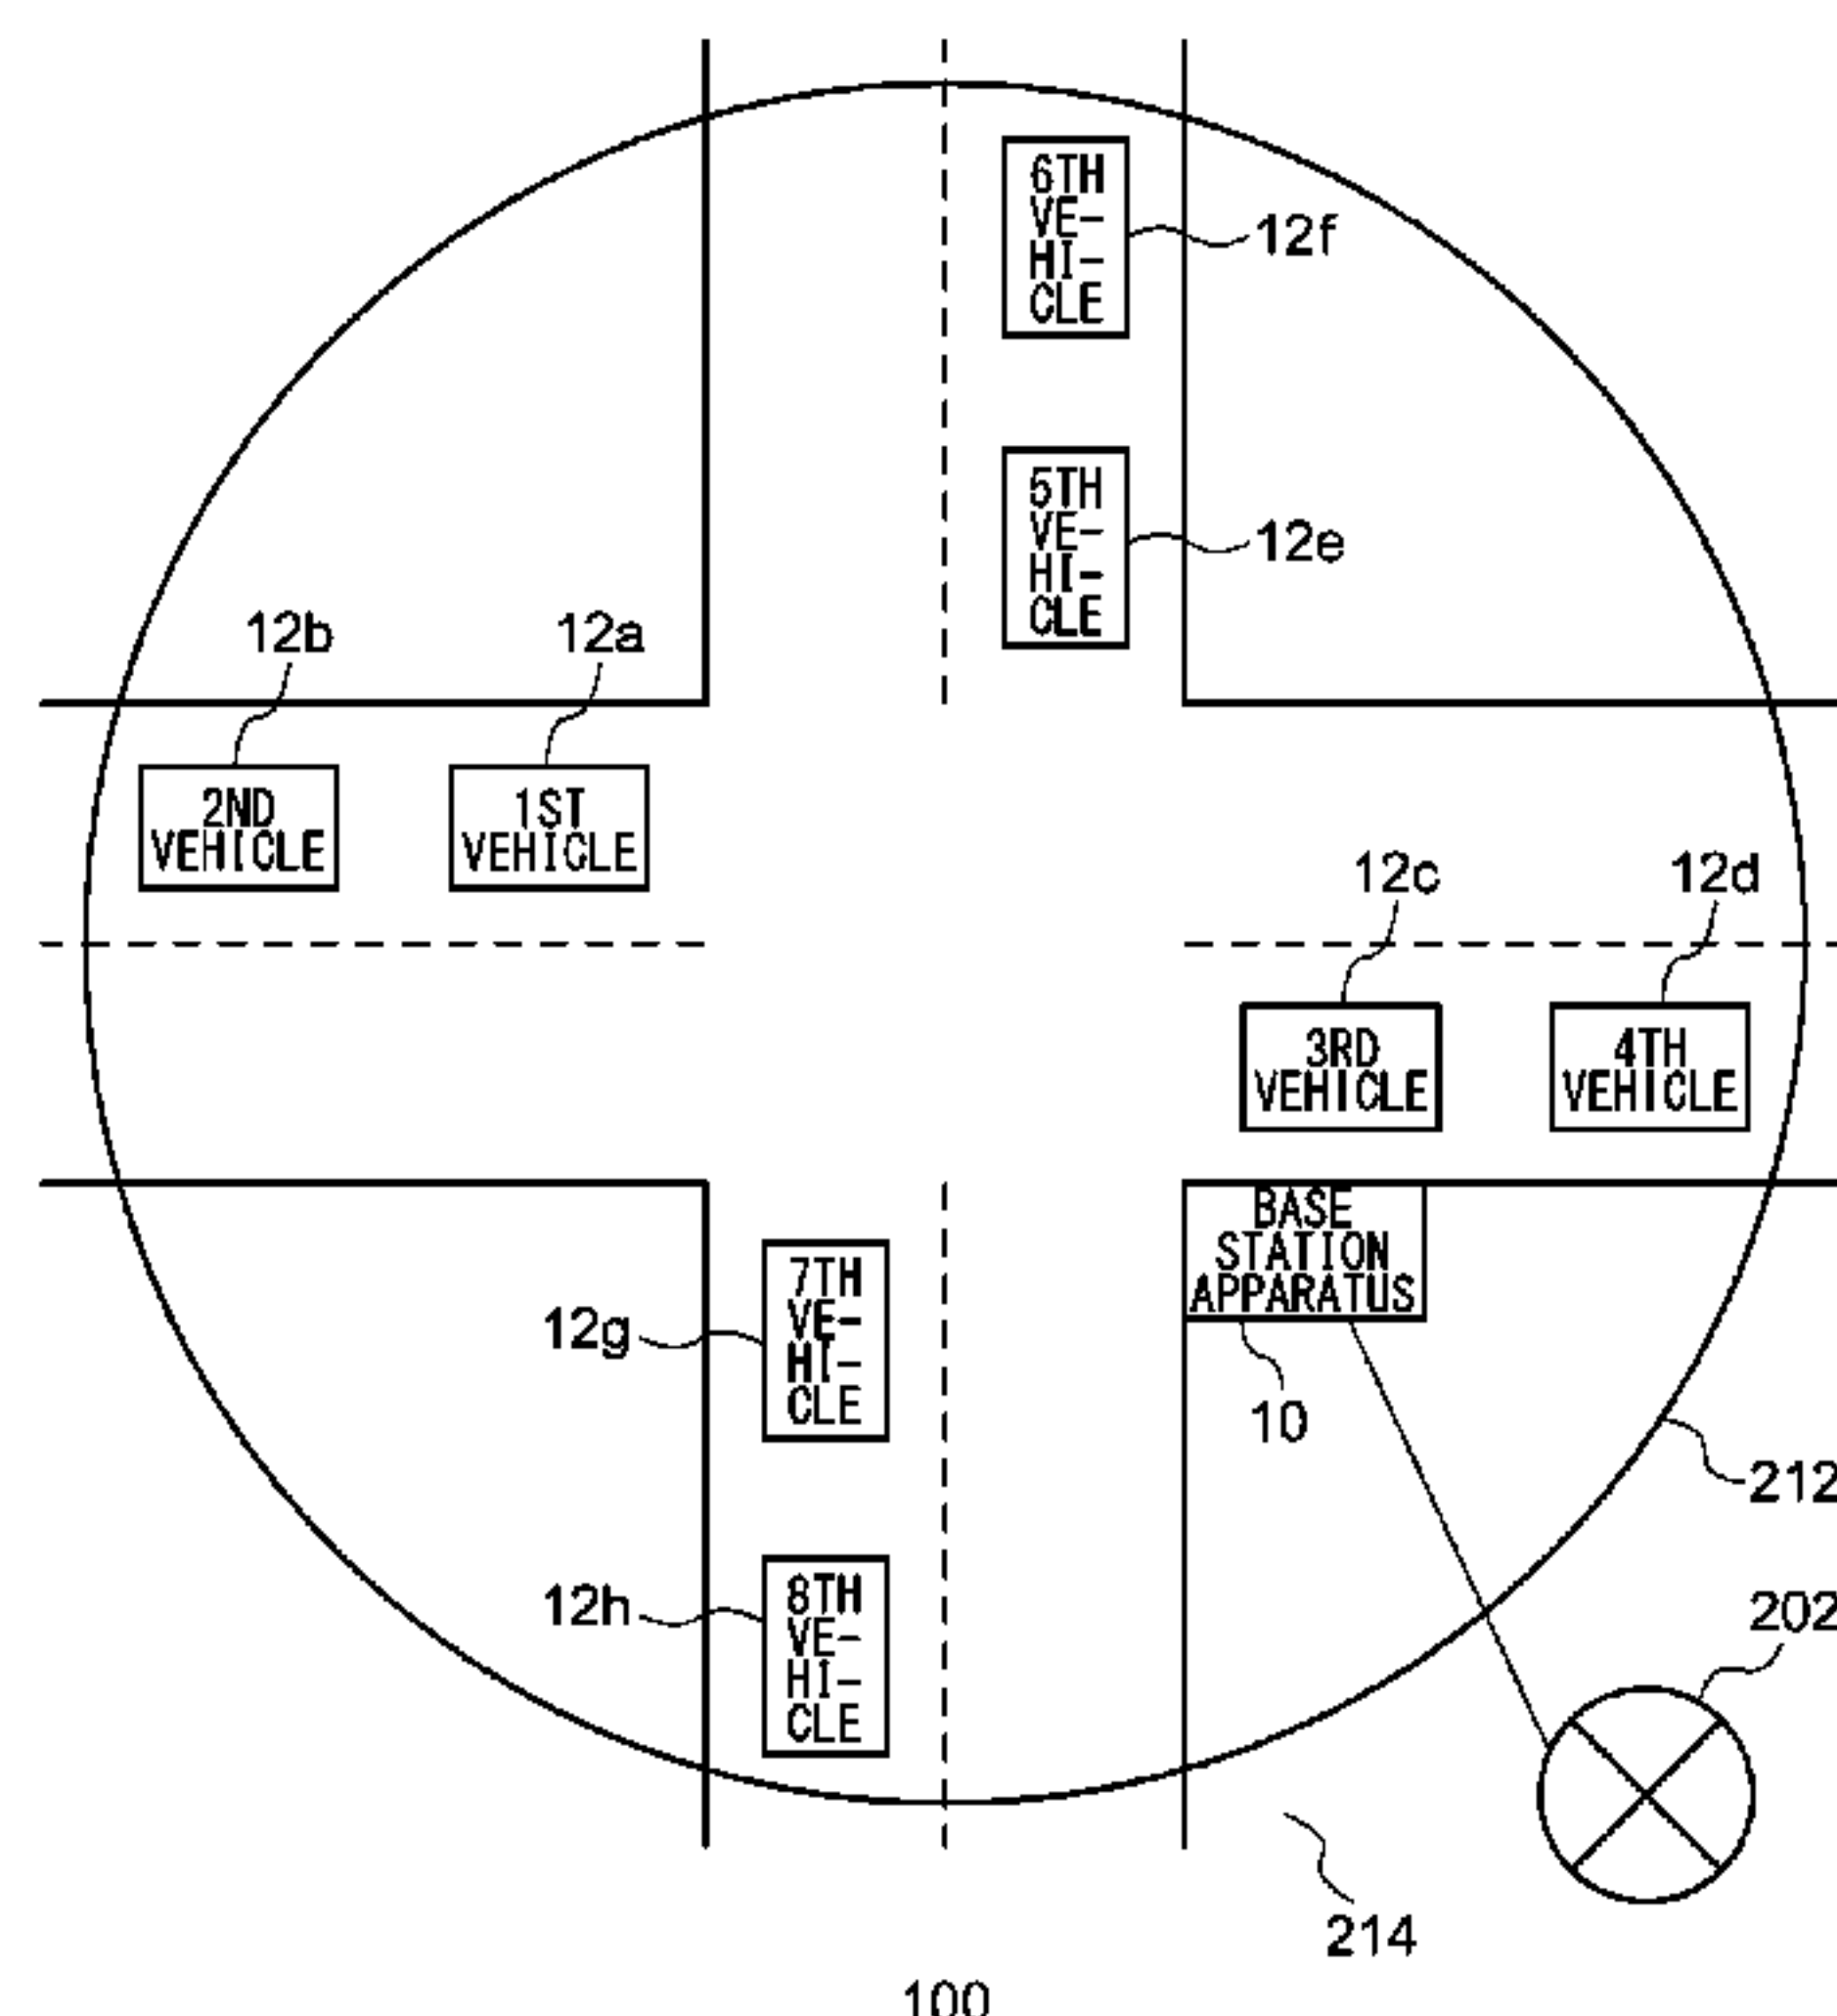 6TH
VE-
HI-
CLE
12f
5TH
VE-
HI-
CLE
12e
12b
12a
2ND
VEHICLE
1ST
VEHICLE
12c
12d
3RD
VEHICLE
4TH
VEHICLE
BASE
STATION
APPARATUS
7TH
VE-
HI-
CLE
12g
10
212
8TH
VE-
HI-
CLE
12h
202
214
100